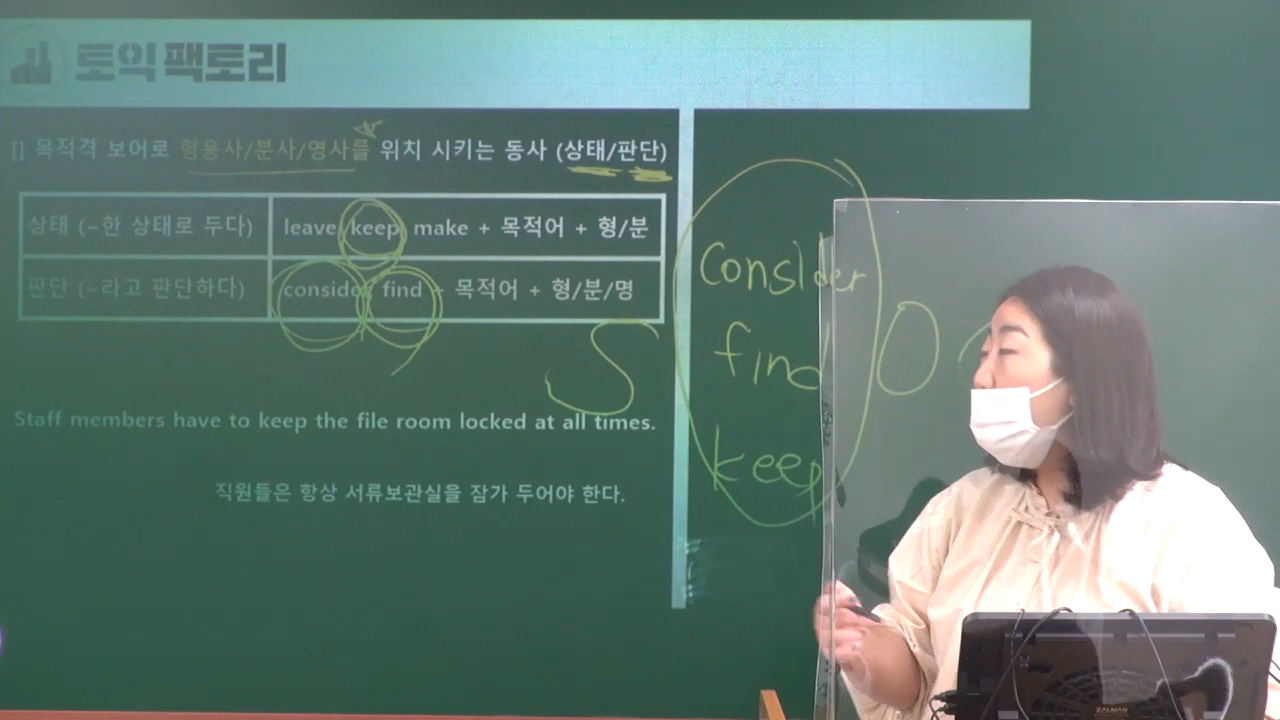 토익 팩토리
[] 목적격 보어로 형용사/분사/명사를 위치 시키는 동사 (상태/판단)
상태 (~한 상태로 두다) leave, keep, make + 목적어 + 형/분
판단 (~라고 판단하다) consider, find + 목적어 + 형/분/명
S consider O
find
keep
Staff members have to keep the file room locked at all times.
직원들은 항상 서류보관실을 잠가 두어야 한다.
ZALMAN